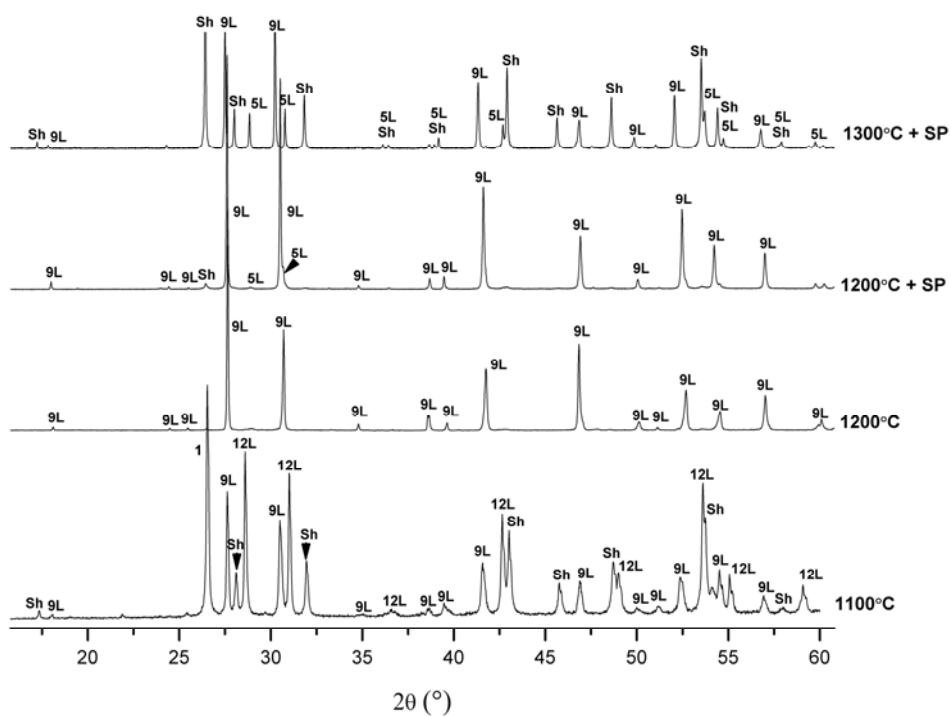 Sh 9L Sh 9L Sh 5L 9L 5L Sh 5L Sh 5L Sh 9L 5L Sh Sh 9L Sh 9L 9L Sh 5L Sh 5L 9L 5L Sh 5L
1300°C + SP
9L 9L 9L Sh 9L 5L 9L 5L 9L 9L 9L 9L 9L 9L 9L 9L 9L
1200°C + SP
9L 9L 9L 9L 9L 9L 9L 9L 9L 9L 9L 9L 9L 9L 9L 9L
1200°C
Sh 9L 1 9L Sh 12L 9L 12L Sh 9L 12L 9L 9L 9L 12L Sh Sh 9L Sh 12L 9L 9L 9L 12L Sh 9L 12L 9L Sh 12L
1100°C
20 25 30 35 40 45 50 55 60
2θ (°)